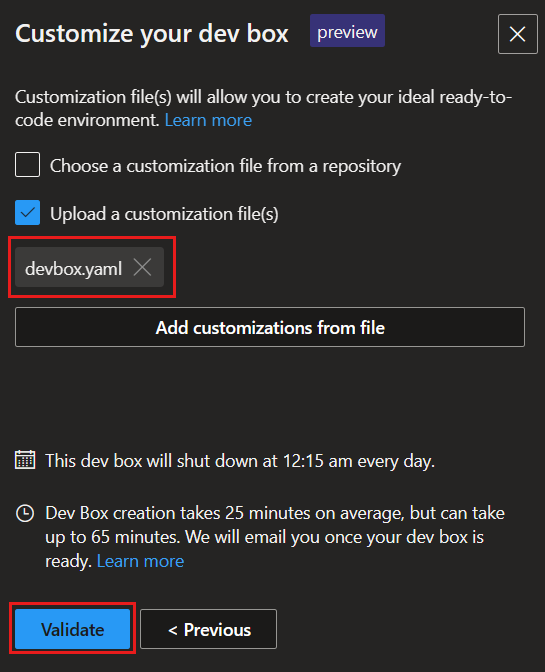 Customize your dev box preview
Customization file(s) will allow you to create your ideal ready-to-
code environment. Learn more
Choose a customization file from a repository
Upload a customization file(s)
devbox.yaml
Add customizations from file
This dev box will shut down at 12:15 am every day.
Dev Box creation takes 25 minutes on average, but can take
up to 65 minutes. We will email you once your dev box is
ready. Learn more
Validate < Previous